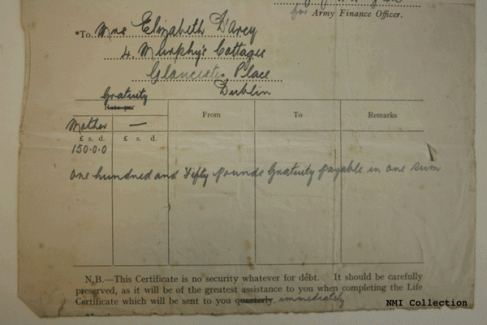 for Army Finance Officer.
*To Mrs Elizabeth Darcy
4 Murphy's Cottages
Gloucester Place
Dublin
Gratuity
Mother —
From To Remarks
£ s. d. £ s. d.
150.0.0
One hundred and Fifty pounds Gratuity payable in one sum
N.B.—This Certificate is no security whatever for debt. It should be carefully
preserved, as it will be of the greatest assistance to you when completing the Life
Certificate which will be sent to you quarterly. immediately
NMI Collection